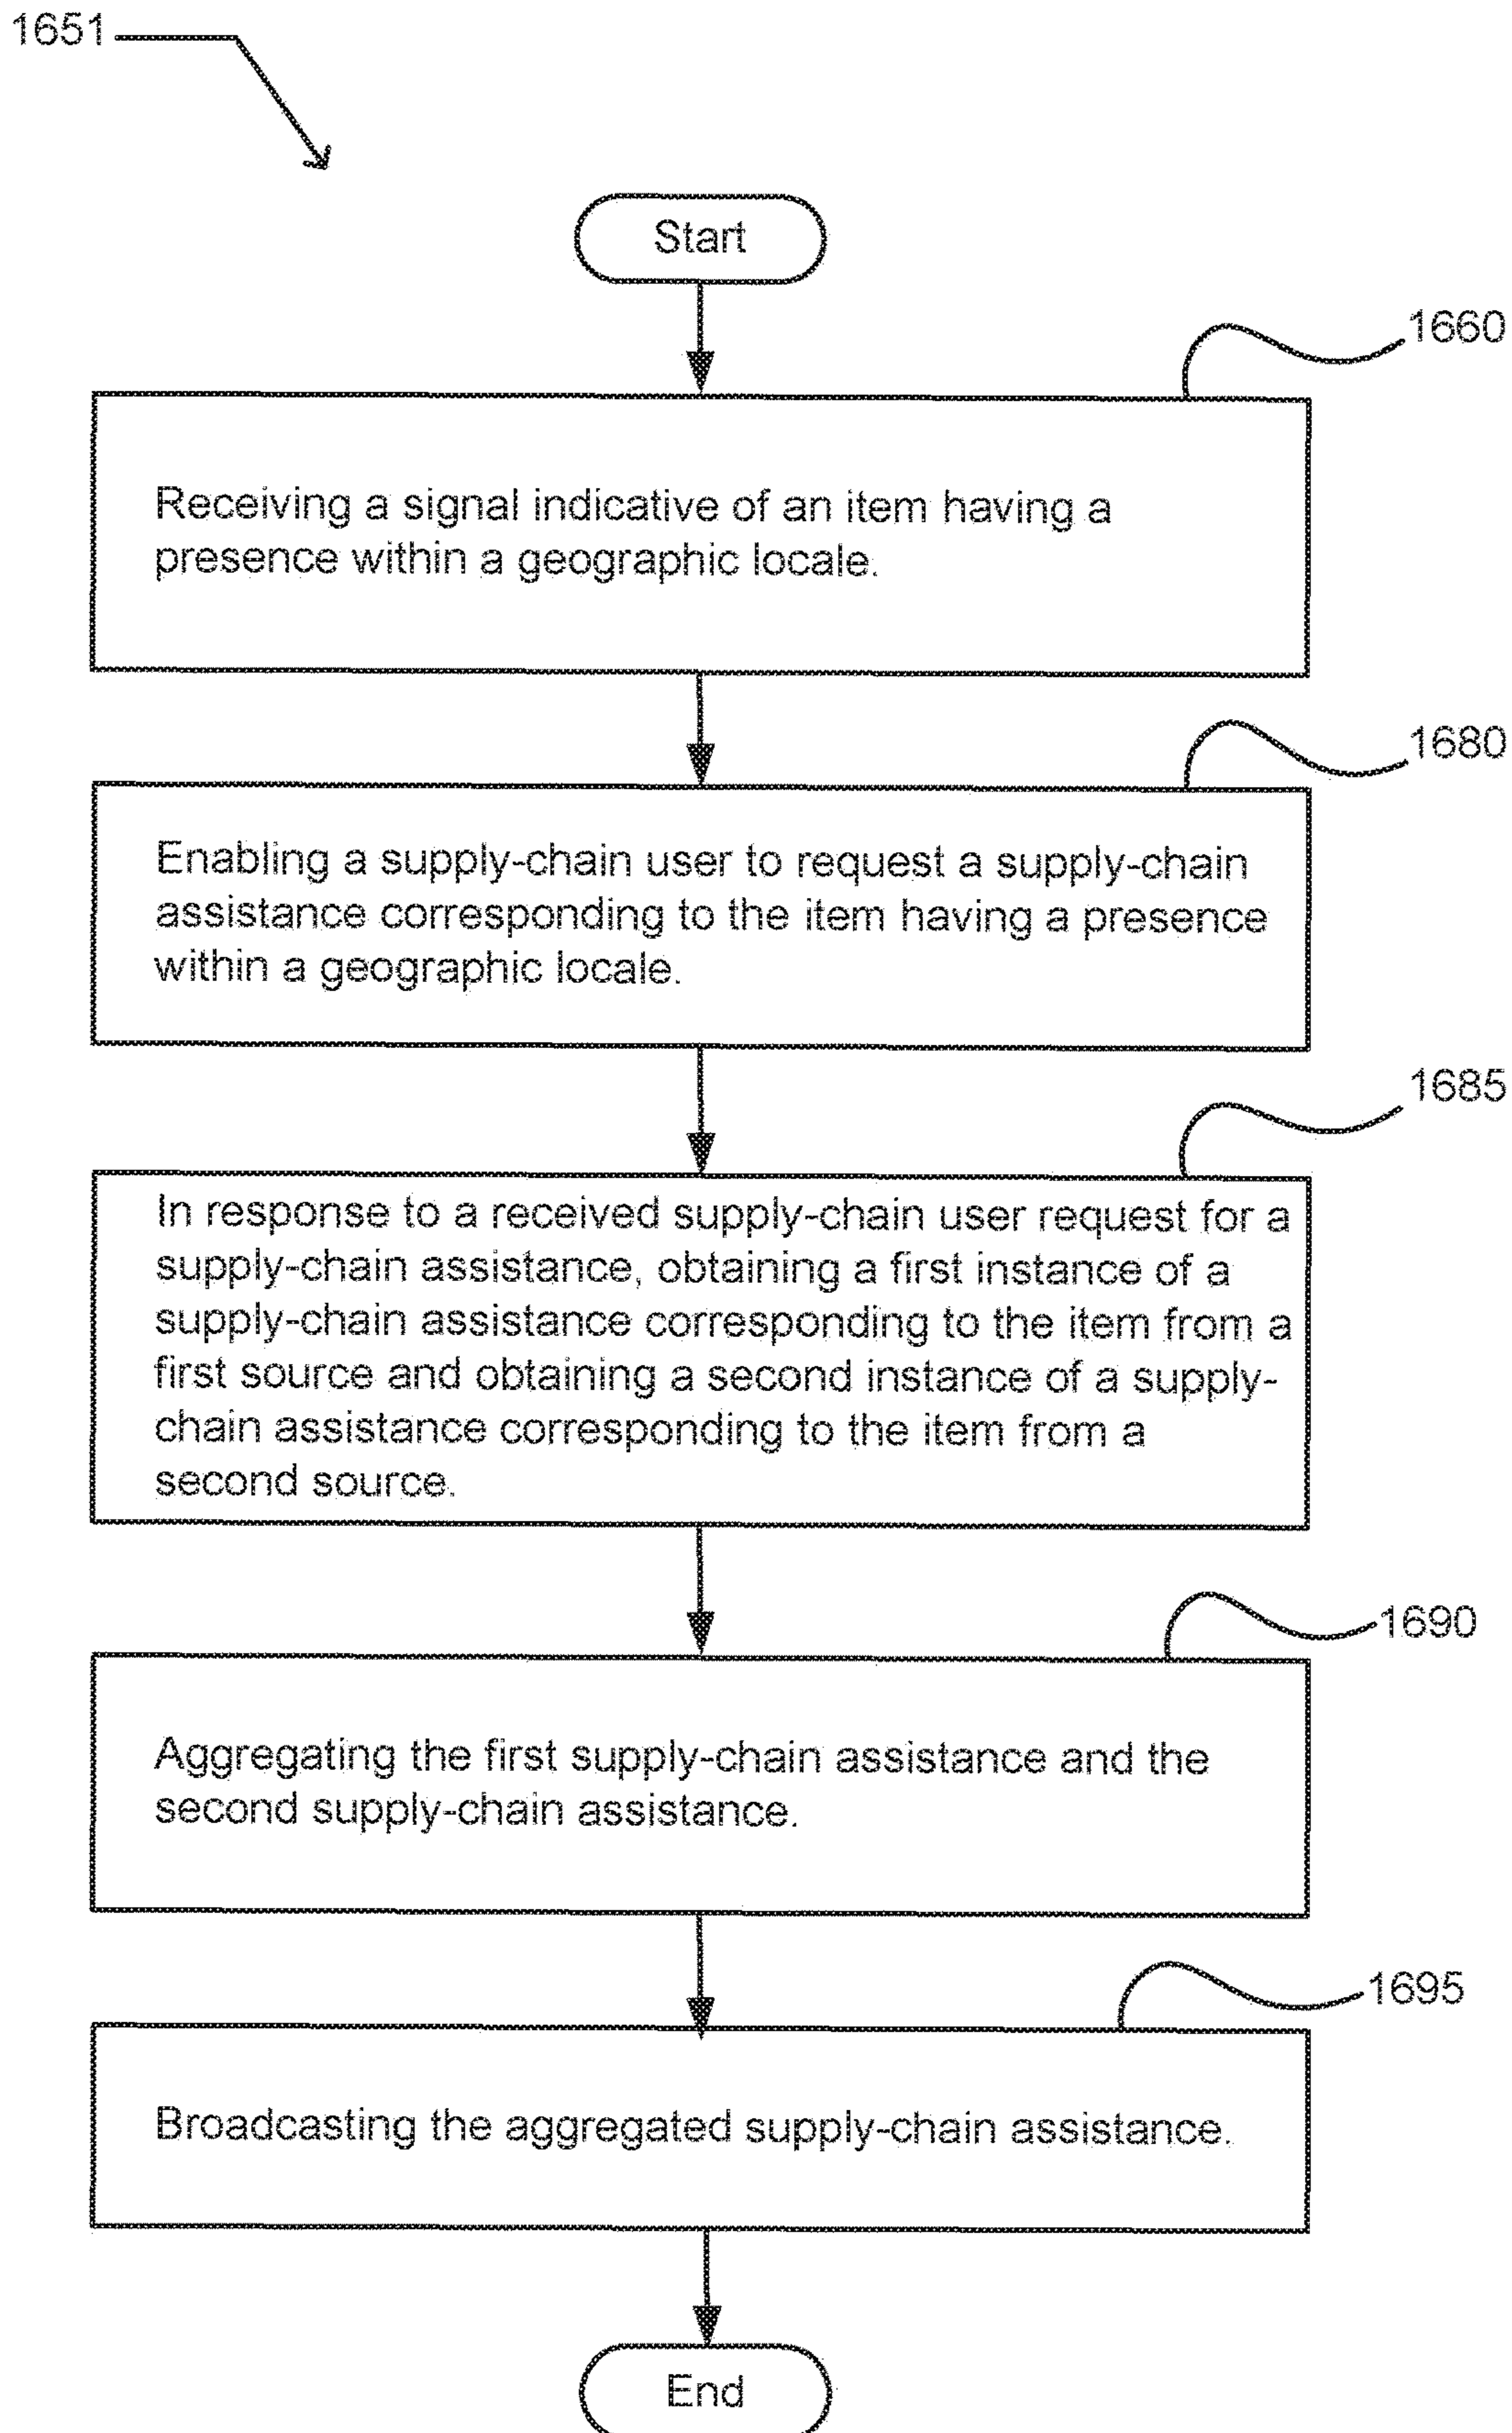 1651
Start
1660
Receiving a signal indicative of an item having a
presence within a geographic locale.
1680
Enabling a supply-chain user to request a supply-chain
assistance corresponding to the item having a presence
within a geographic locale.
1685
In response to a received supply-chain user request for a
supply-chain assistance, obtaining a first instance of a
supply-chain assistance corresponding to the item from a
first source and obtaining a second instance of a supply-
chain assistance corresponding to the item from a
second source.
1690
Aggregating the first supply-chain assistance and the
second supply-chain assistance.
1695
Broadcasting the aggregated supply-chain assistance.
End